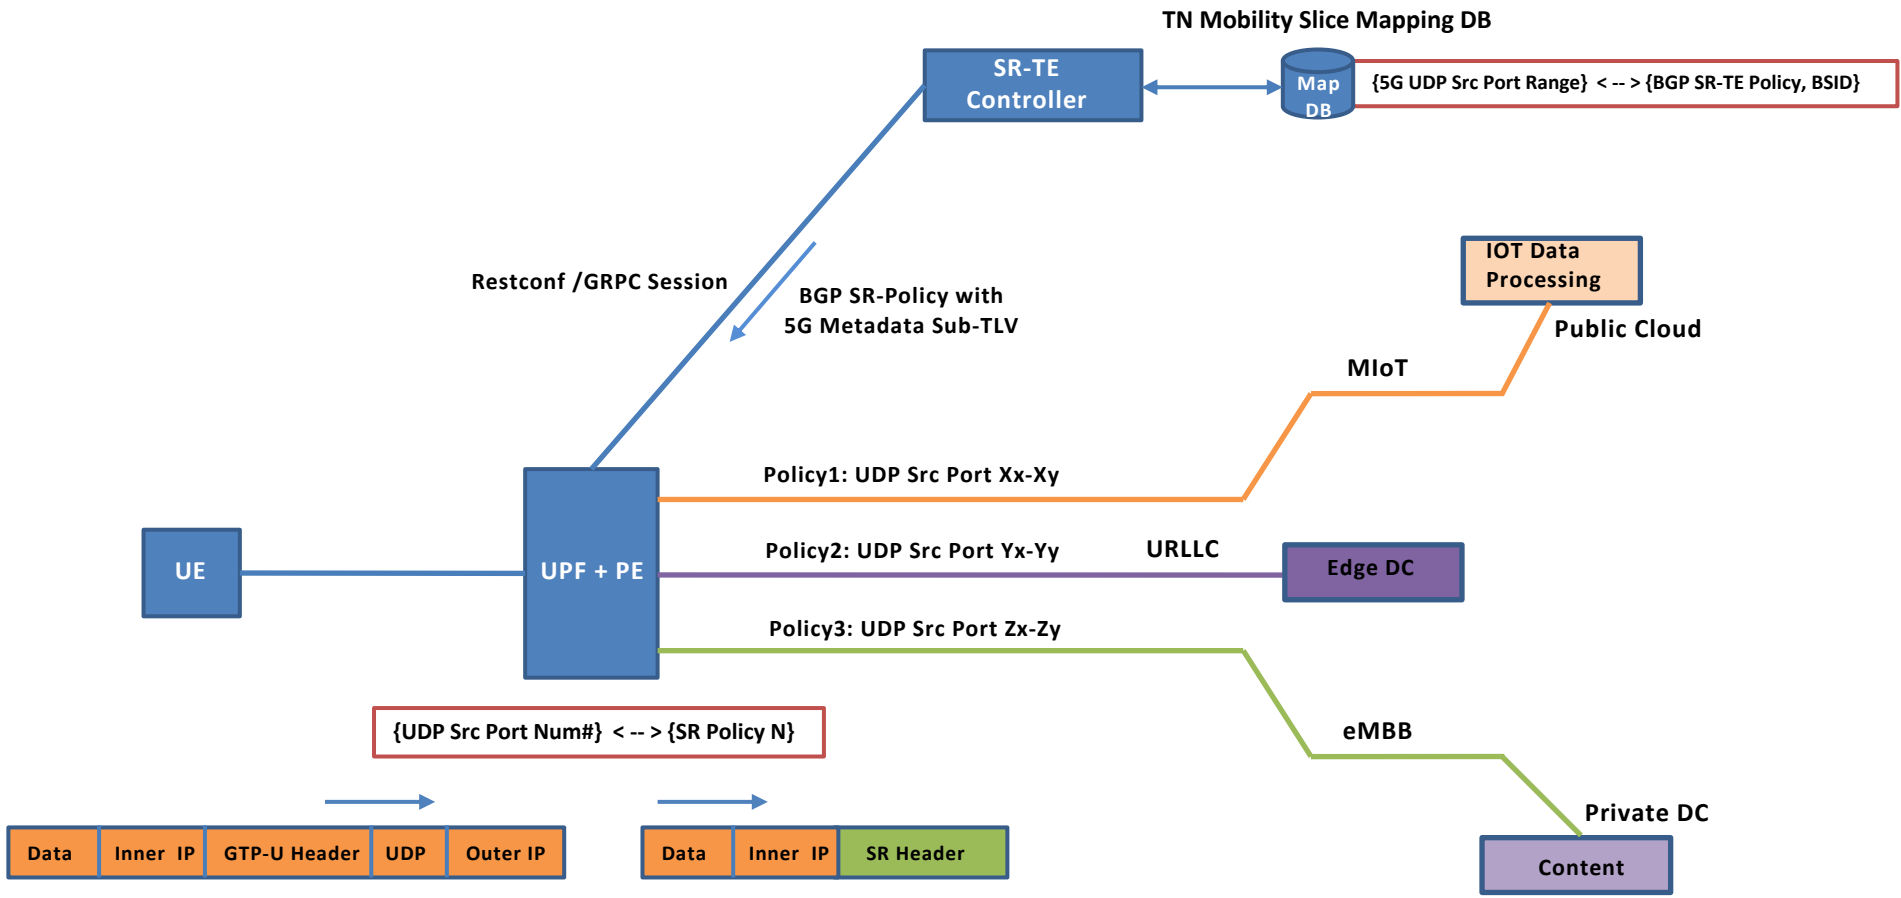 TN Mobility Slice Mapping DB
SR-TE
Controller
Map
DB
{5G UDP Src Port Range} < -- > {BGP SR-TE Policy, BSID}
Restconf /GRPC Session
BGP SR-Policy with
5G Metadata Sub-TLV
IOT Data
Processing
Public Cloud
MIoT
Policy1: UDP Src Port Xx-Xy
Policy2: UDP Src Port Yx-Yy
URLLC
UE
UPF + PE
Edge DC
Policy3: UDP Src Port Zx-Zy
{UDP Src Port Num#} < -- > {SR Policy N}
eMBB
Private DC
Data Inner IP GTP-U Header UDP Outer IP
Data Inner IP SR Header
Content